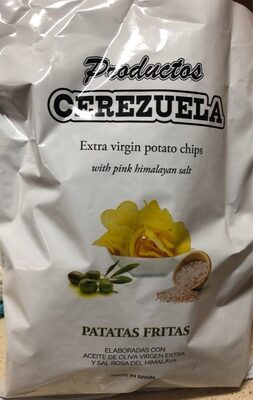 Productos
CEREZUELA
Extra virgin potato chips
with pink himalayan salt
PATATAS FRITAS
ELABORADAS CON
ACEITE DE OLIVA VIRGEN EXTRA
Y SAL ROSA DEL HIMALAYA
MADE IN SPAIN